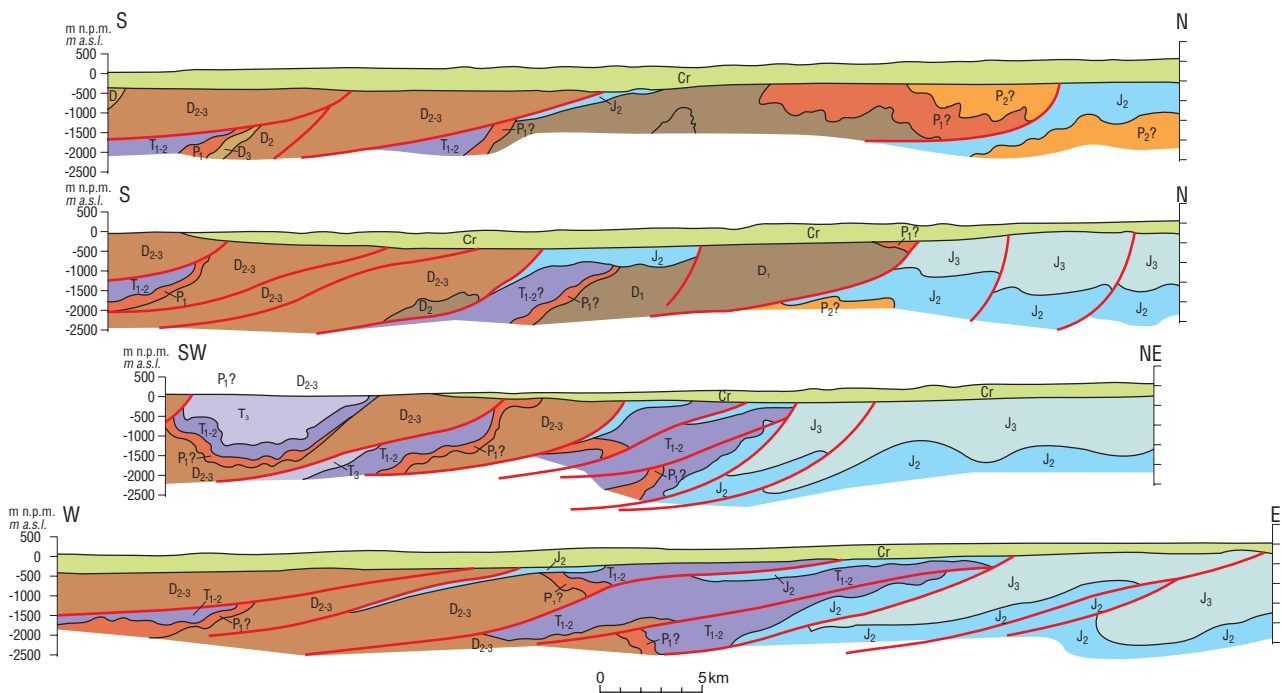 m n.p.m.
m a.s.l.
S
N
500
0
-500
-1000
-1500
-2000
-2500
Cr
D
D2-3
D2-3
J2
P2?
J2
P1?
P1?
P2?
T1-2
P1
D3
D2
T1-2
m n.p.m.
m a.s.l.
S
N
500
0
-500
-1000
-1500
-2000
-2500
Cr
Cr
P1?
D2-3
D2-3
J2
J3
J3
J3
T1-2
P1
D2-3
D2-3
D1
T1-2?
P1?
D1
J2
D2
P2?
J2
J2
m n.p.m.
m a.s.l.
SW
NE
500
0
-500
-1000
-1500
-2000
-2500
P1?
D2-3
Cr
Cr
T3
D2-3
D2-3
J3
J3
T1-2
T1-2
T1-2
P1?
P1?
J2
J2
D2-3
T3
P1?
J2
m n.p.m.
m a.s.l.
W
E
500
0
-500
-1000
-1500
-2000
-2500
J2
Cr
D2-3
T1-2
T1-2
J2
T1-2
J3
P1?
D2-3
D2-3
J2
J2
J3
P1?
T1-2
T1-2
J2
J2
J2
D2-3
P1?
0
5 km